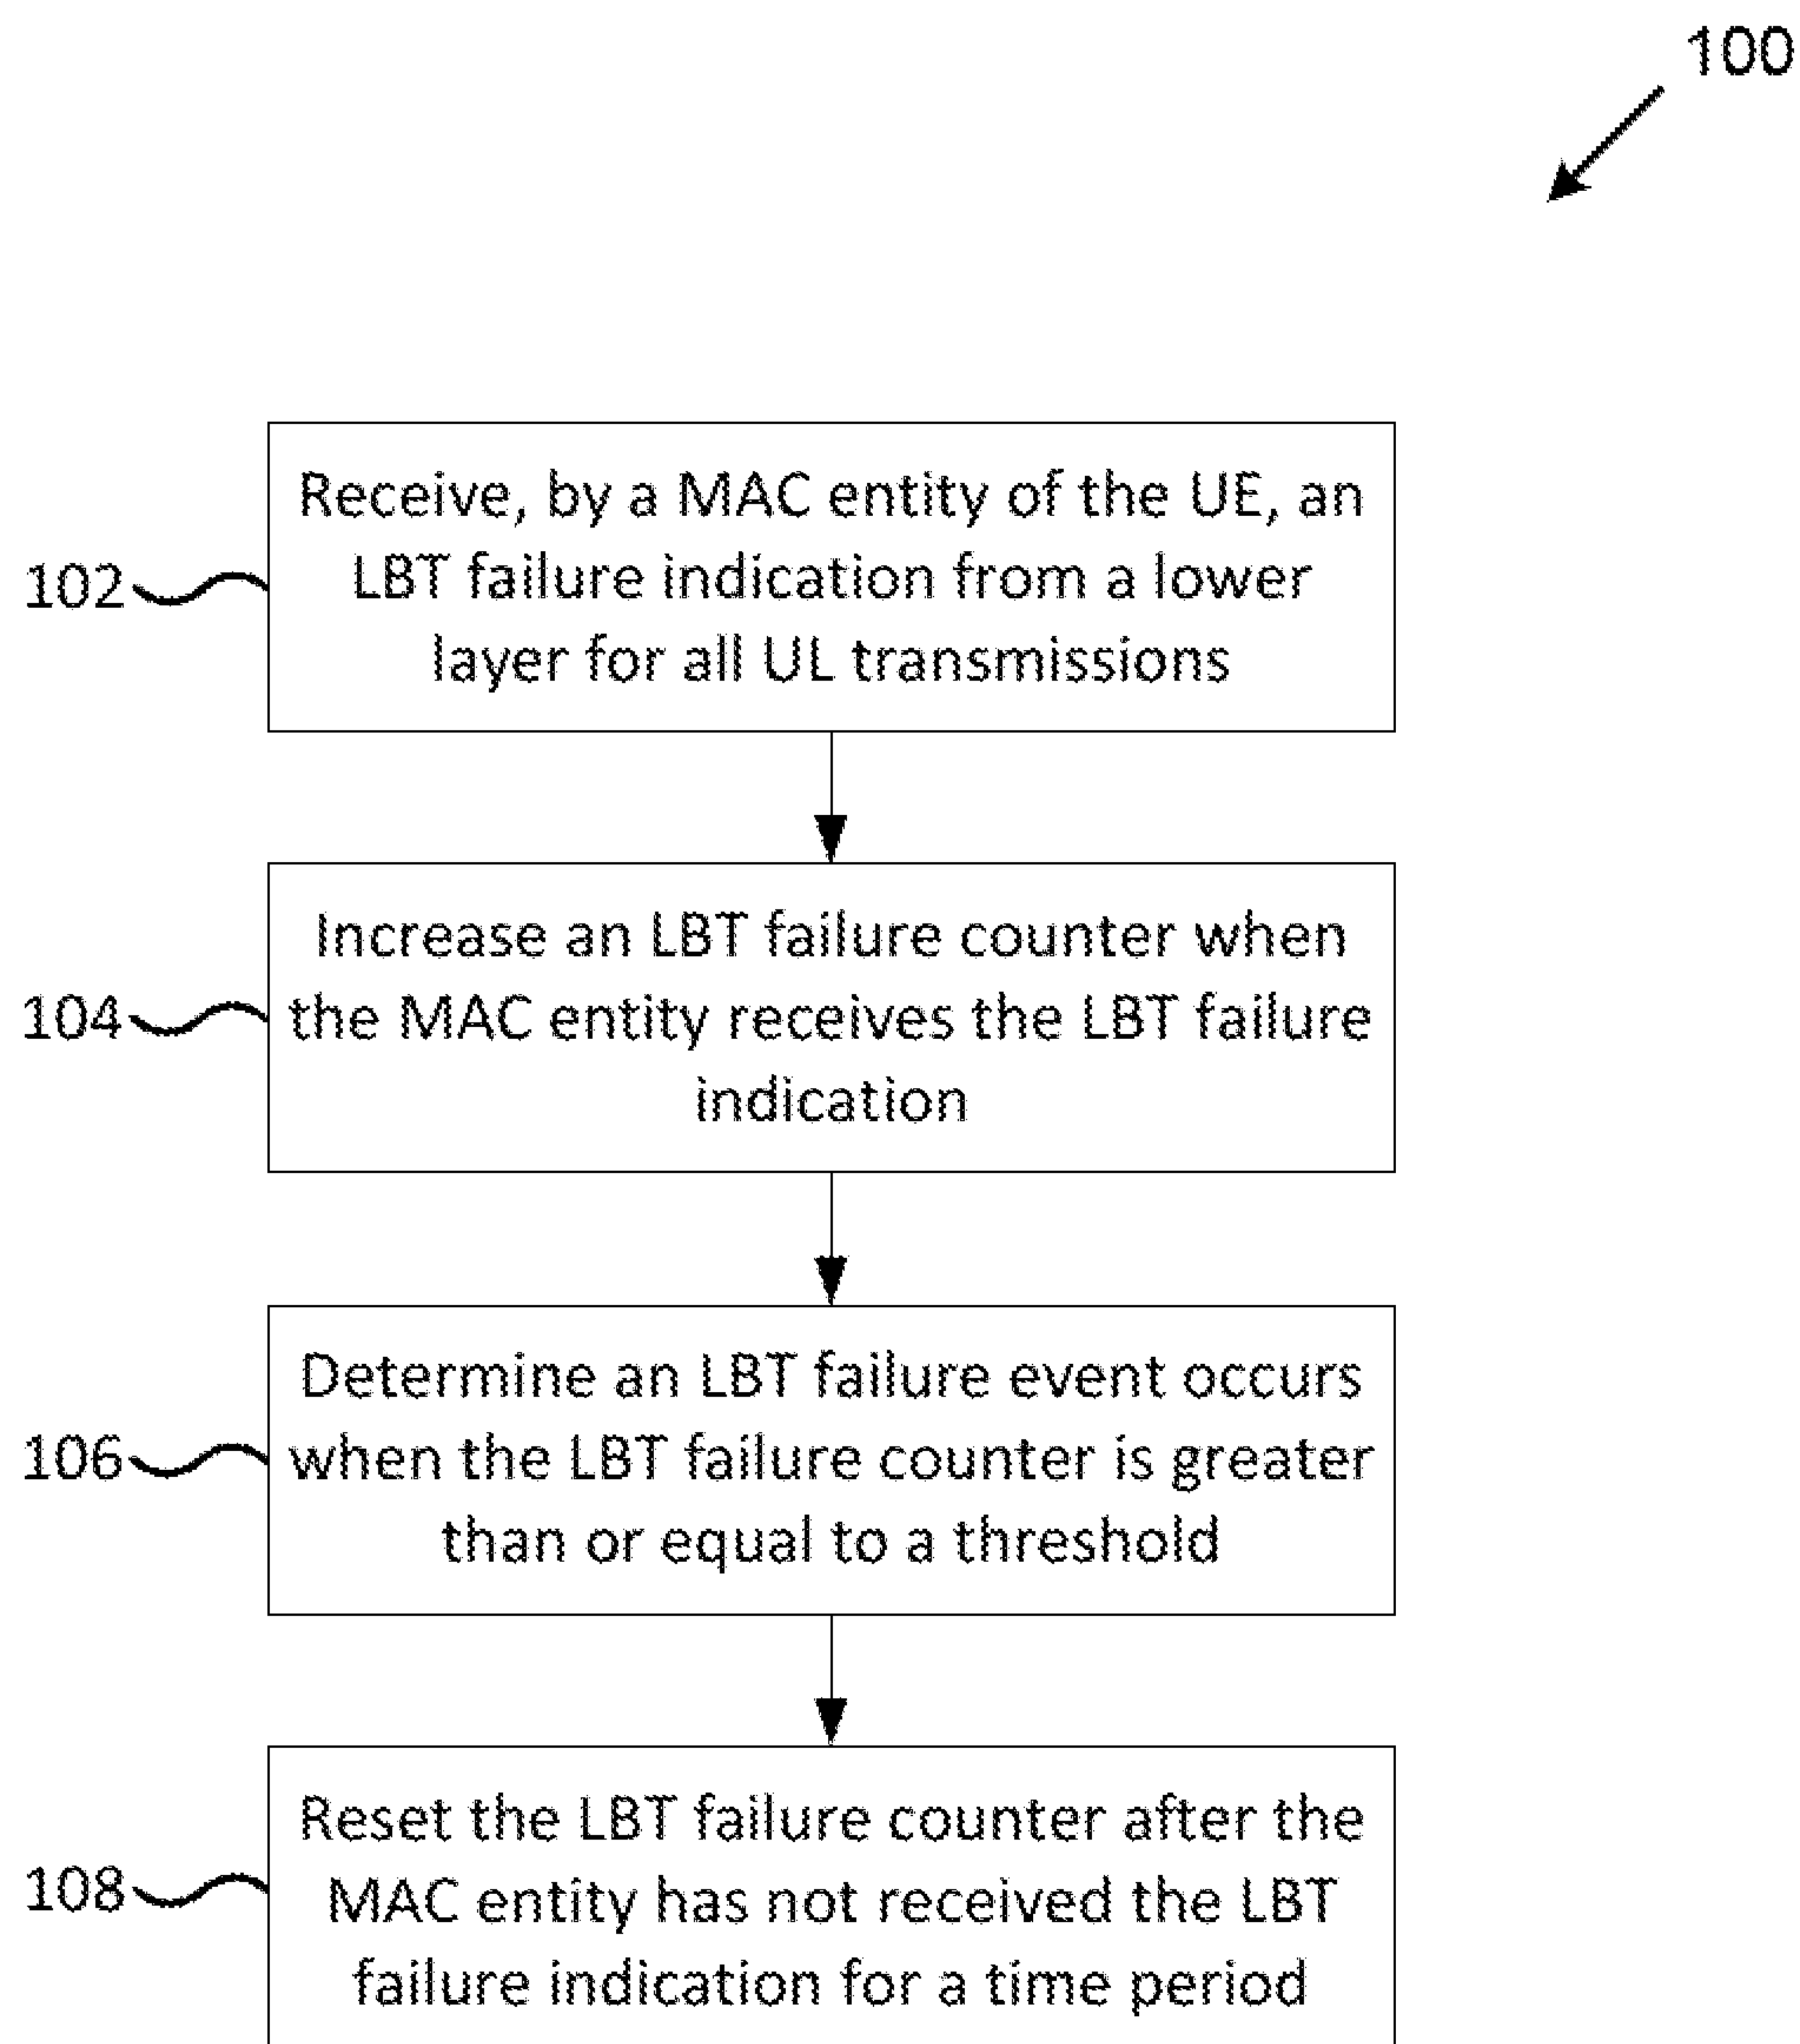 100
Receive, by a MAC entity of the UE, an
LBT failure indication from a lower
layer for all UL transmissions
102
Increase an LBT failure counter when
the MAC entity receives the LBT failure
indication
104
Determine an LBT failure event occurs
when the LBT failure counter is greater
than or equal to a threshold
106
Reset the LBT failure counter after the
MAC entity has not received the LBT
failure indication for a time period
108